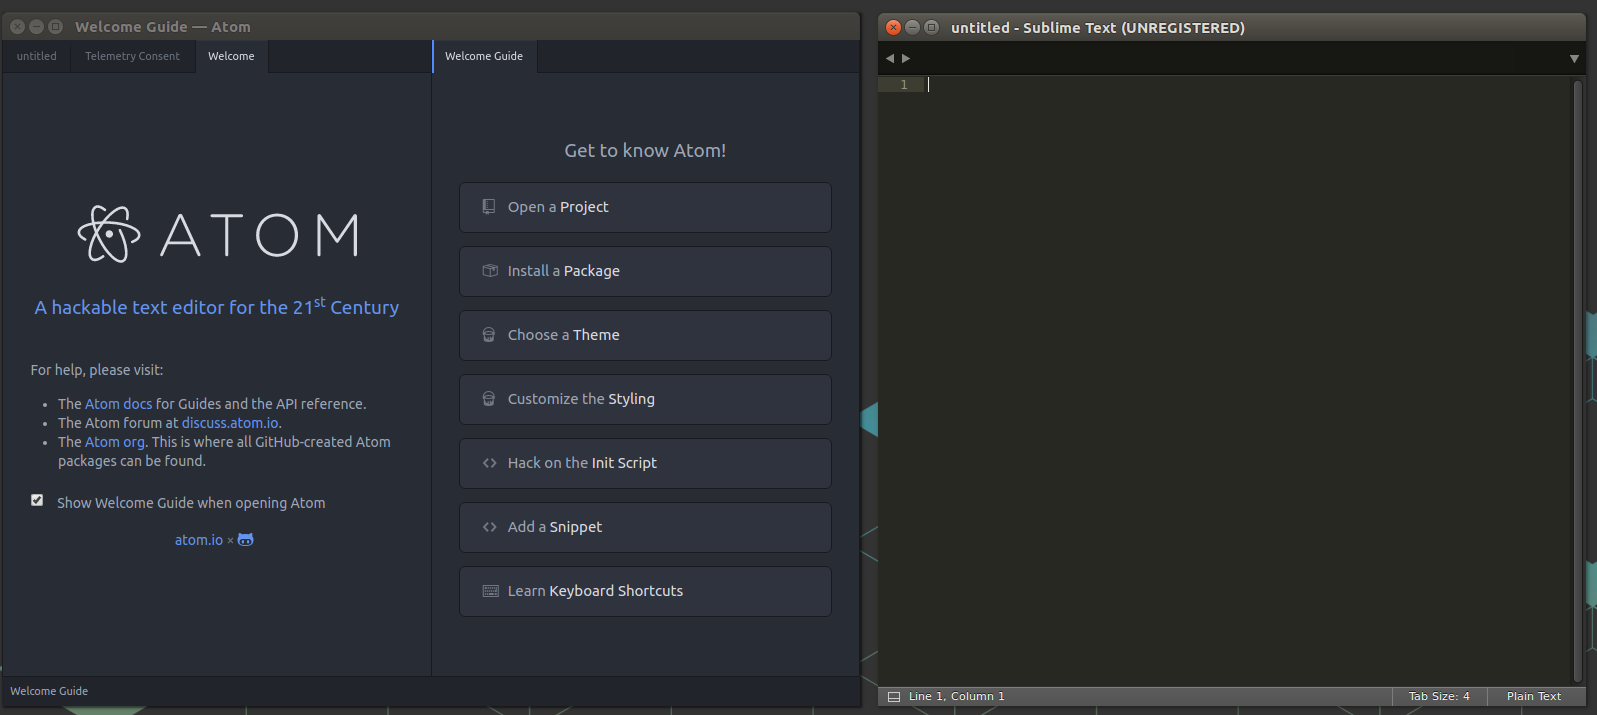 Welcome Guide — Atom
untitled
Telemetry Consent
Welcome
Welcome Guide
ATOM
A hackable text editor for the 21st Century
For help, please visit:
• The Atom docs for Guides and the API reference.
• The Atom forum at discuss.atom.io.
• The Atom org. This is where all GitHub-created Atom
packages can be found.
Show Welcome Guide when opening Atom
atom.io ×
Get to know Atom!
Open a Project
Install a Package
Choose a Theme
Customize the Styling
Hack on the Init Script
Add a Snippet
Learn Keyboard Shortcuts
Welcome Guide
untitled - Sublime Text (UNREGISTERED)
1
Line 1, Column 1
Tab Size: 4
Plain Text